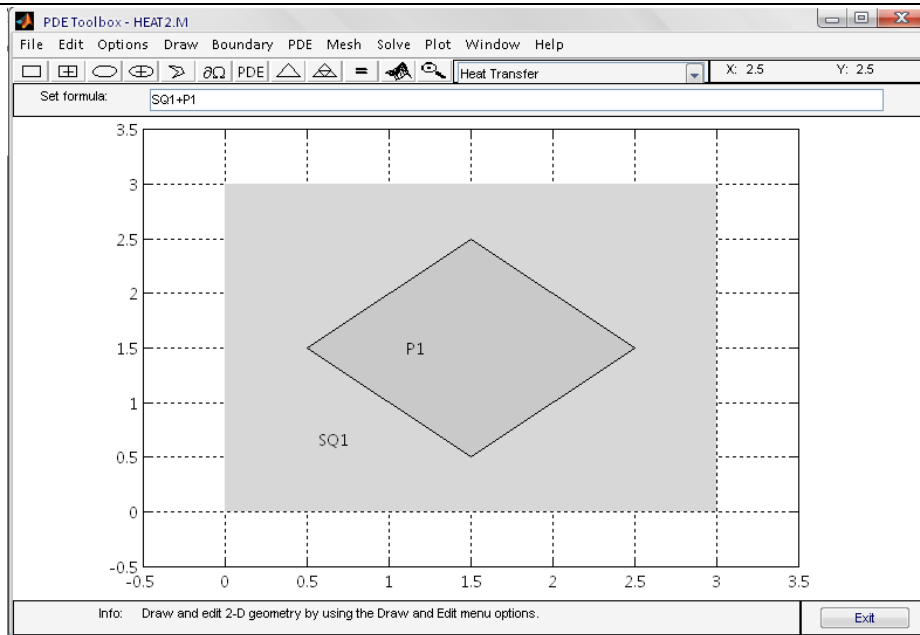 PDE Toolbox - HEAT2.M
File Edit Options Draw Boundary PDE Mesh Solve Plot Window Help
∂Ω PDE = Heat Transfer X: 2.5 Y: 2.5
Set formula: SQ1+P1
3.5
3
2.5
2
1.5
P1
1
SQ1
0.5
0
-0.5
-0.5 0 0.5 1 1.5 2 2.5 3 3.5
Info: Draw and edit 2-D geometry by using the Draw and Edit menu options. Exit